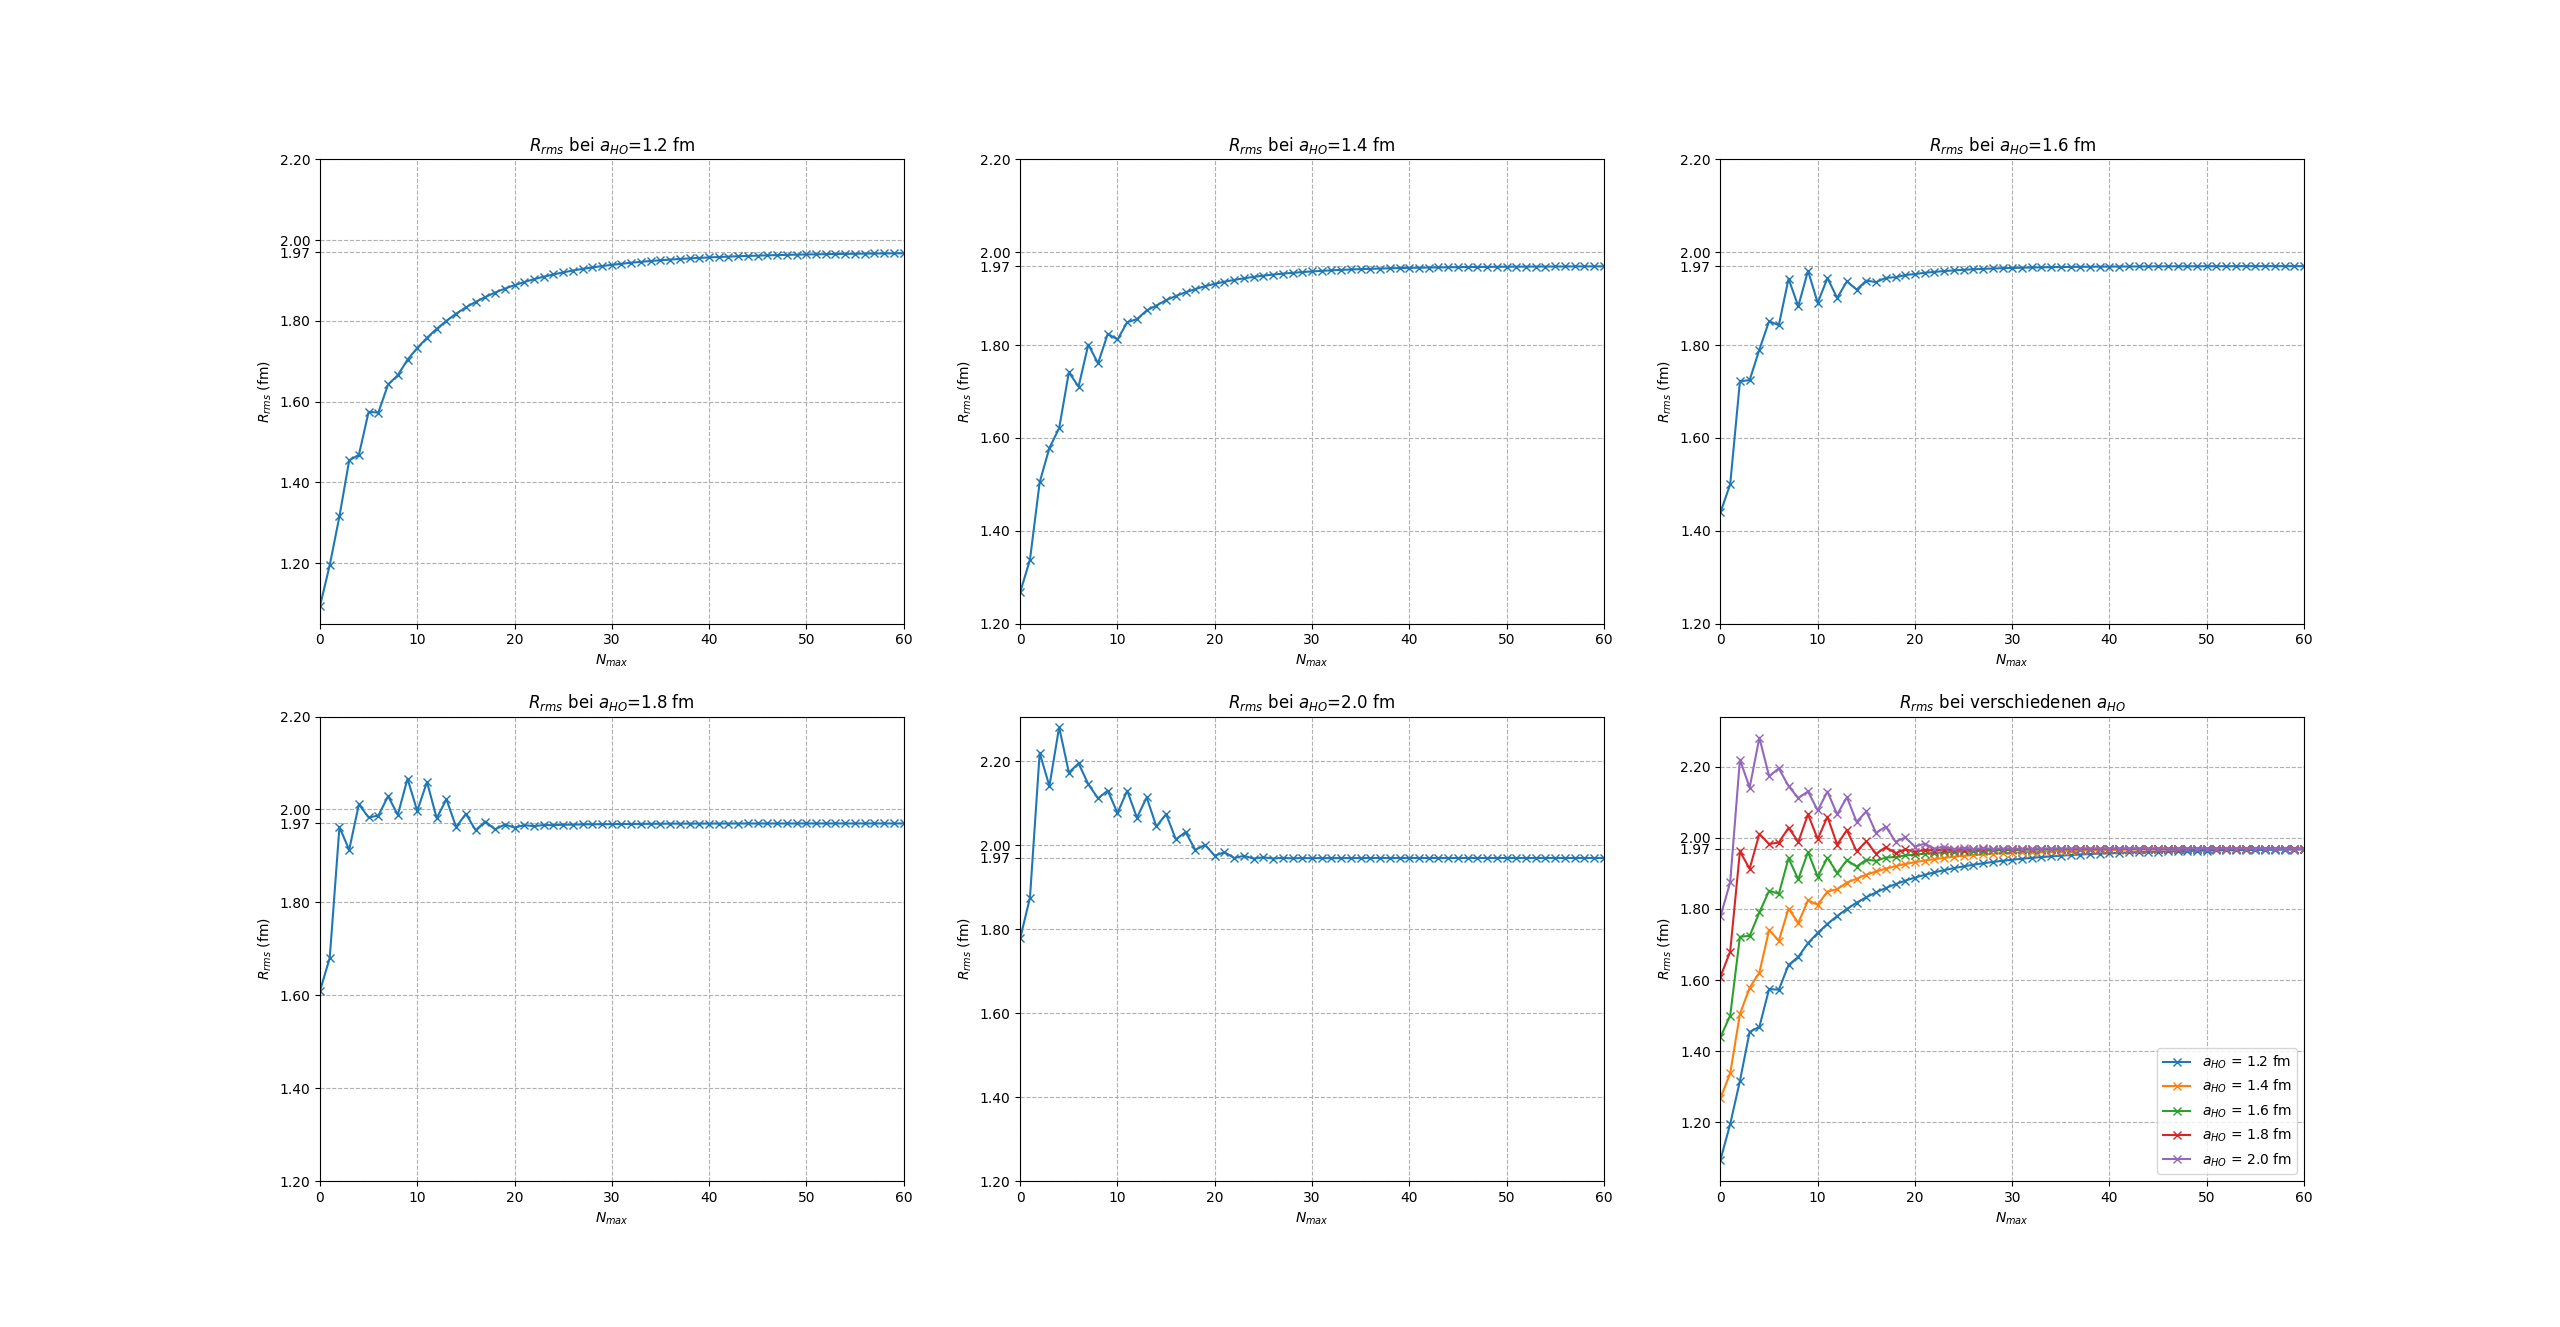 R_rms bei a_HO=1.2 fm
2.20
2.00
1.97
1.80
1.60
1.40
1.20
R_rms (fm)
0 10 20 30 40 50 60
N_max
R_rms bei a_HO=1.4 fm
2.20
2.00
1.97
1.80
1.60
1.40
1.20
R_rms (fm)
0 10 20 30 40 50 60
N_max
R_rms bei a_HO=1.6 fm
2.20
2.00
1.97
1.80
1.60
1.40
1.20
R_rms (fm)
0 10 20 30 40 50 60
N_max
R_rms bei a_HO=1.8 fm
2.20
2.00
1.97
1.80
1.60
1.40
1.20
R_rms (fm)
0 10 20 30 40 50 60
N_max
R_rms bei a_HO=2.0 fm
2.20
2.00
1.97
1.80
1.60
1.40
1.20
R_rms (fm)
0 10 20 30 40 50 60
N_max
R_rms bei verschiedenen a_HO
2.20
2.00
1.97
1.80
1.60
1.40
1.20
R_rms (fm)
a_HO = 1.2 fm
a_HO = 1.4 fm
a_HO = 1.6 fm
a_HO = 1.8 fm
a_HO = 2.0 fm
0 10 20 30 40 50 60
N_max